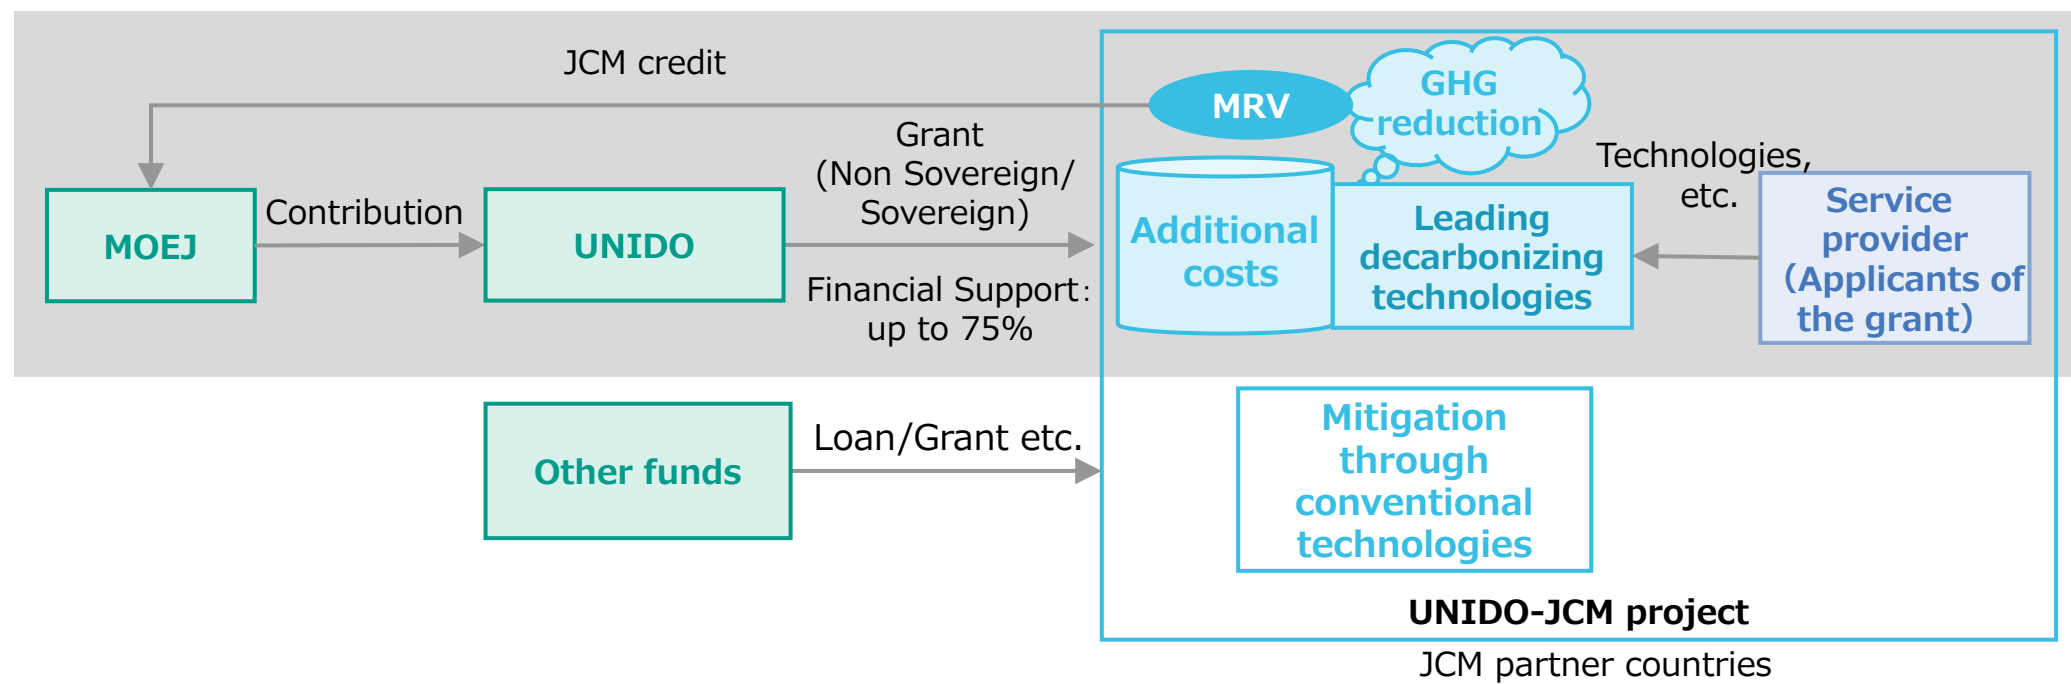 JCM credit
MRV
GHG
reduction
Grant
(Non Sovereign/
Sovereign)
Technologies,
etc.
MOEJ
Contribution
UNIDO
Financial Support:
up to 75%
Additional
costs
Leading
decarbonizing
technologies
Service
provider
(Applicants of
the grant)
Other funds
Loan/Grant etc.
Mitigation
through
conventional
technologies
UNIDO-JCM project
JCM partner countries